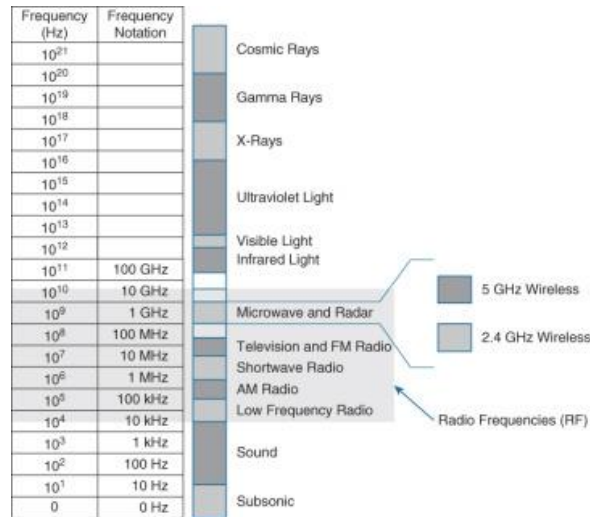 Frequency (Hz) Frequency Notation
10²¹
10²⁰
10¹⁹
10¹⁸
10¹⁷
10¹⁶
10¹⁵
10¹⁴
10¹³
10¹²
10¹¹ 100 GHz
10¹⁰ 10 GHz
10⁹ 1 GHz
10⁸ 100 MHz
10⁷ 10 MHz
10⁶ 1 MHz
10⁵ 100 kHz
10⁴ 10 kHz
10³ 1 kHz
10² 100 Hz
10¹ 10 Hz
0 0 Hz
Cosmic Rays
Gamma Rays
X-Rays
Ultraviolet Light
Visible Light
Infrared Light
Microwave and Radar
Television and FM Radio
Shortwave Radio
AM Radio
Low Frequency Radio
Sound
Subsonic
5 GHz Wireless
2.4 GHz Wireless
Radio Frequencies (RF)